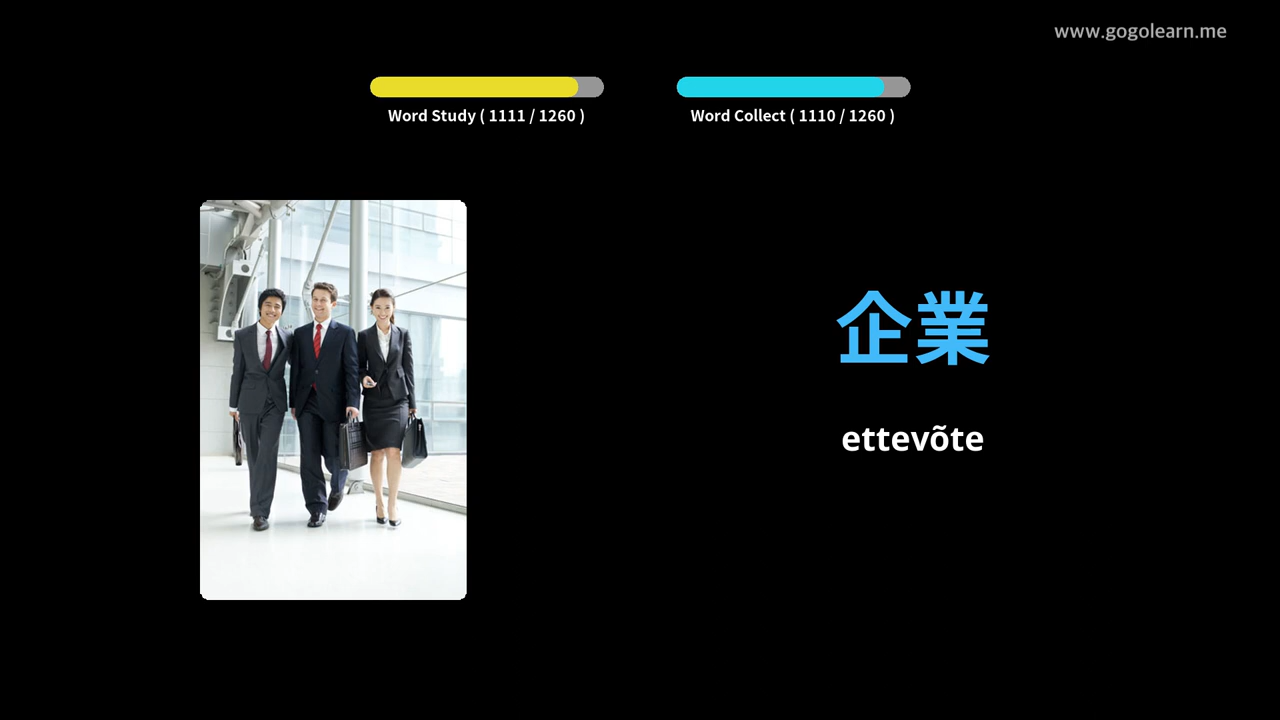 www.gogolearn.me
Word Study ( 1111 / 1260 )
Word Collect ( 1110 / 1260 )
企業
ettevõte